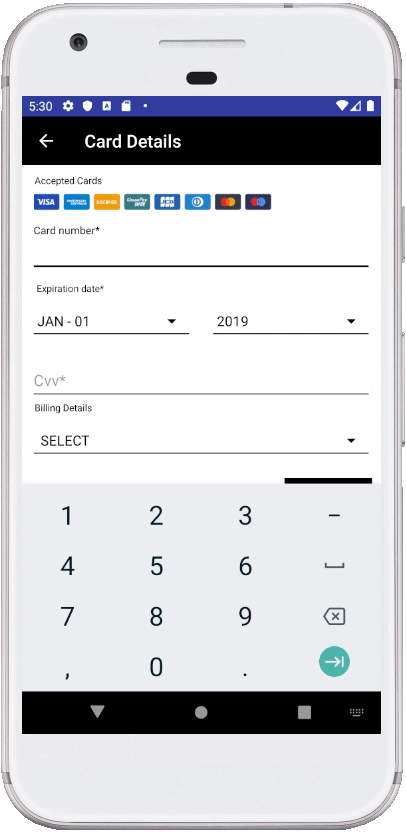 5:30
Card Details
Accepted Cards
VISA DISCOVER JCB
Card number*
Expiration date*
JAN - 01 2019
Cvv*
Billing Details
SELECT
1 2 3 –
4 5 6
7 8 9
, 0 .